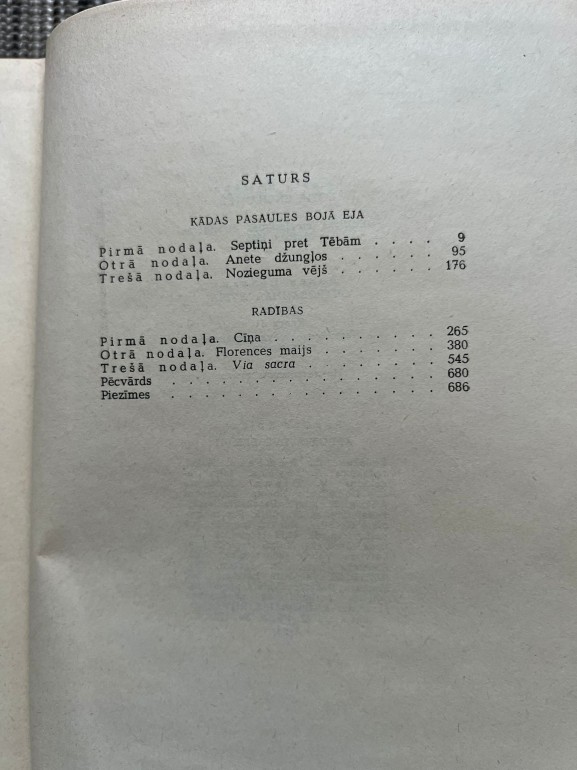 SATURS
KĀDAS PASAULES BOJĀ EJA
Pirmā nodaļa. Septiņi pret Tēbām . . . . 9
Otrā nodaļa. Anete džungļos . . . . . . 95
Trešā nodaļa. Nozieguma vējš . . . . . . 176
RADĪBAS
Pirmā nodaļa. Cīņa . . . . . . . . . . 265
Otrā nodaļa. Florences maijs . . . . . . . 380
Trešā nodaļa. Via sacra . . . . . . . . 545
Pēcvārds . . . . . . . . . . . . . . 680
Piezīmes . . . . . . . . . . . . . . 686